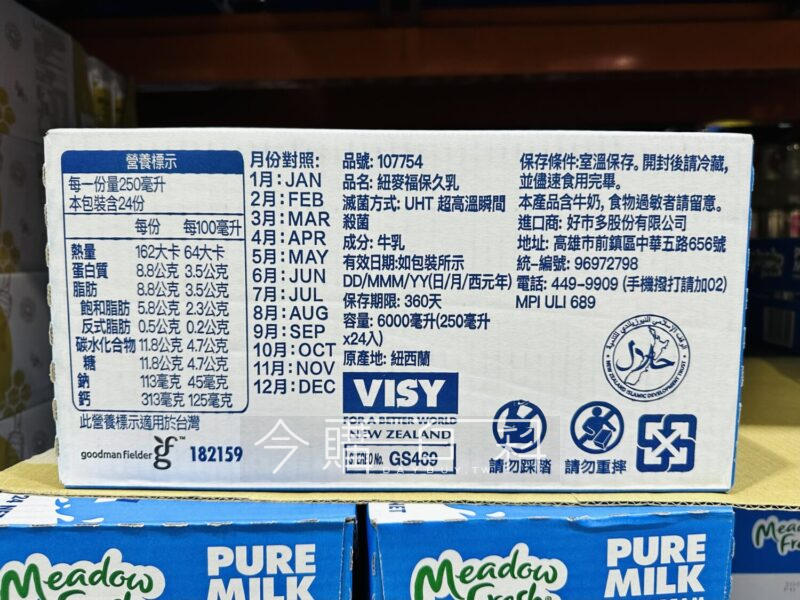 營養標示
每一份量250毫升
本包裝含24份
每份 每100毫升
熱量 162大卡 64大卡
蛋白質 8.8公克 3.5公克
脂肪 8.8公克 3.5公克
飽和脂肪 5.8公克 2.3公克
反式脂肪 0.5公克 0.2公克
碳水化合物 11.8公克 4.7公克
糖 11.8公克 4.7公克
鈉 113毫克 45毫克
鈣 313毫克 125毫克
此營養標示適用於台灣
goodman fielder gf™ 182159
月份對照:
1月: JAN
2月: FEB
3月: MAR
4月: APR
5月: MAY
6月: JUN
7月: JUL
8月: AUG
9月: SEP
10月: OCT
11月: NOV
12月: DEC
品號: 107754
品名: 紐麥福保久乳
滅菌方式: UHT 超高溫瞬間
殺菌
成分: 牛乳
有效日期:如包裝所示
DD/MMM/YY(日/月/西元年)
保存期限: 360天
容量: 6000毫升(250毫升
x24入)
原產地: 紐西蘭
VISY
FOR A BETTER WORLD
NEW ZEALAND
STEREO No. GS469
保存條件:室溫保存。開封後請冷藏,
並儘速食用完畢。
本產品含牛奶, 食物過敏者請留意。
進口商: 好市多股份有限公司
地址: 高雄市前鎮區中華五路656號
統一編號: 96972798
電話: 449-9909 (手機撥打請加02)
MPI ULI 689
حلال
NEW ZEALAND ISLAMIC DEVELOPMENT TRUST
請勿踩踏
請勿重摔
今購百科
Meadow
Fresh
PURE
MILK
Meadow
Fresh
PURE
MILK
Meadow